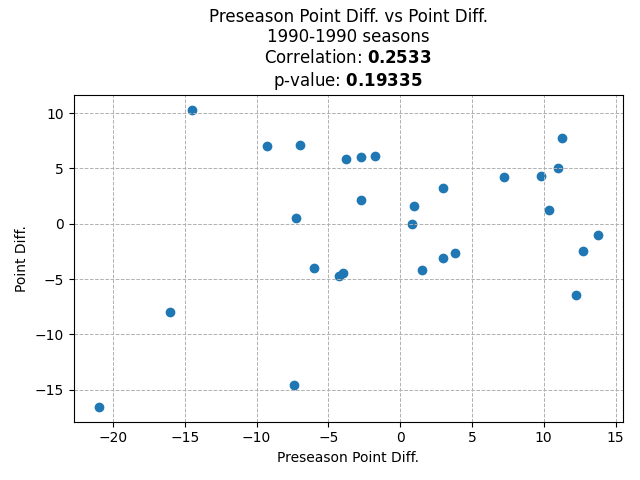 Preseason Point Diff. vs Point Diff.
1990-1990 seasons
Correlation: 0.2533
p-value: 0.19335
10
5
0
−5
−10
−15
Point Diff.
−20
−15
−10
−5
0
5
10
15
Preseason Point Diff.